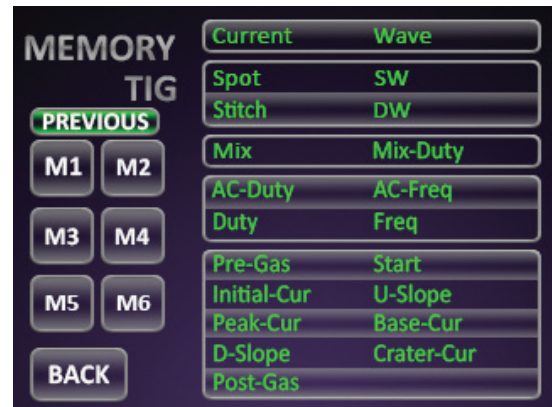 MEMORY
TIG
PREVIOUS
M1 M2
M3 M4
M5 M6
BACK
Current Wave
Spot SW
Stitch DW
Mix Mix-Duty
AC-Duty AC-Freq
Duty Freq
Pre-Gas Start
Initial-Cur U-Slope
Peak-Cur Base-Cur
D-Slope Crater-Cur
Post-Gas